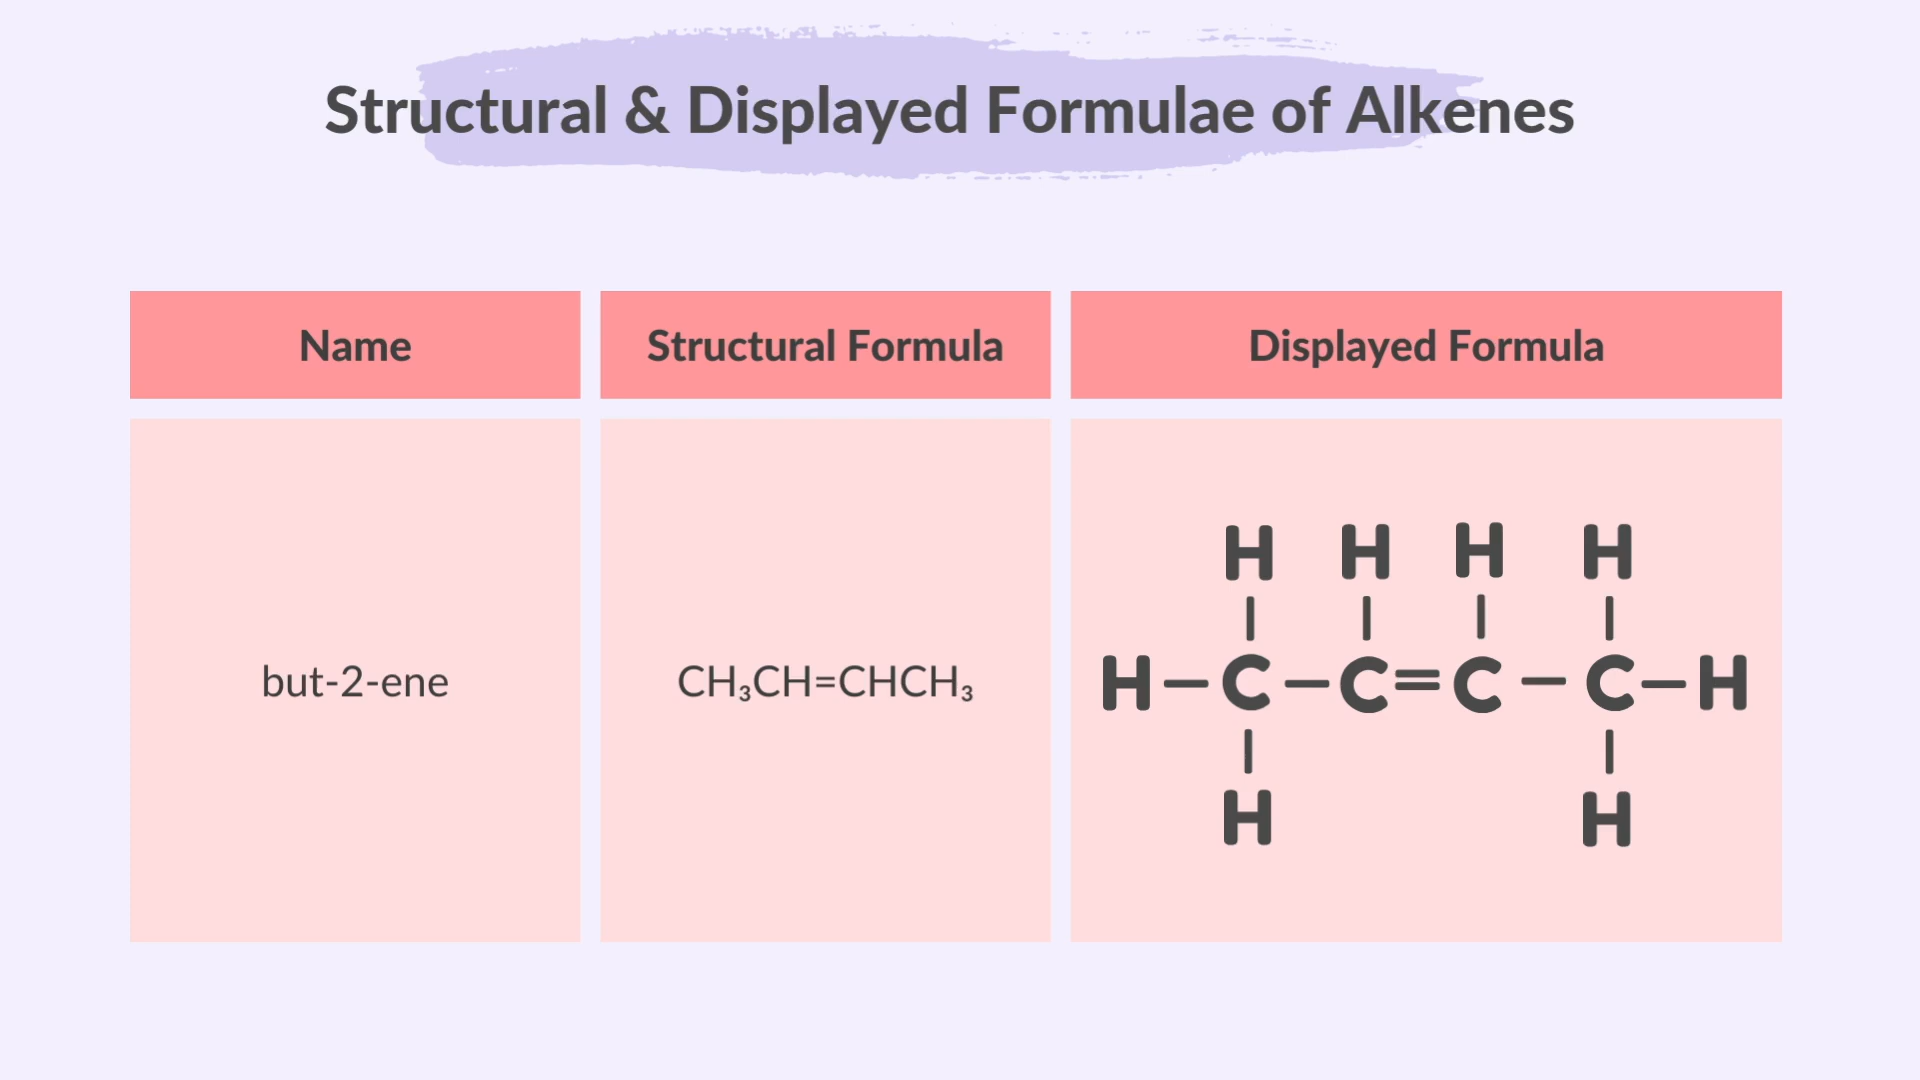 Structural & Displayed Formulae of Alkenes
Name
Structural Formula
Displayed Formula
but-2-ene
CH₃CH=CHCH₃
H H H H
H—C—C=C—C—H
H H